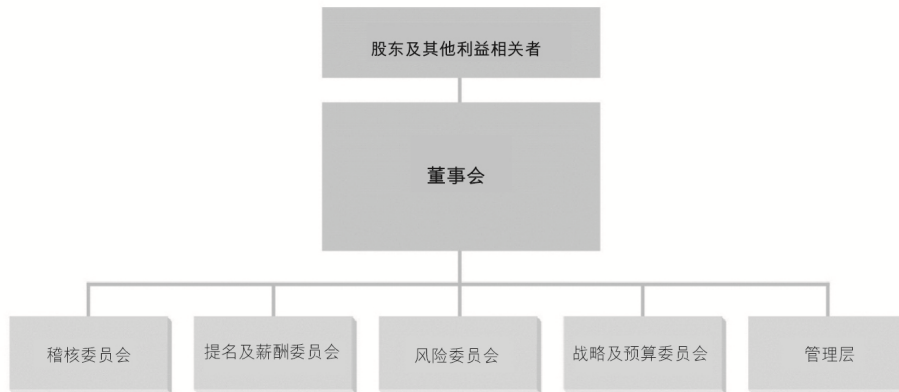 股东及其他利益相关者
董事会
稽核委员会
提名及薪酬委员会
风险委员会
战略及预算委员会
管理层